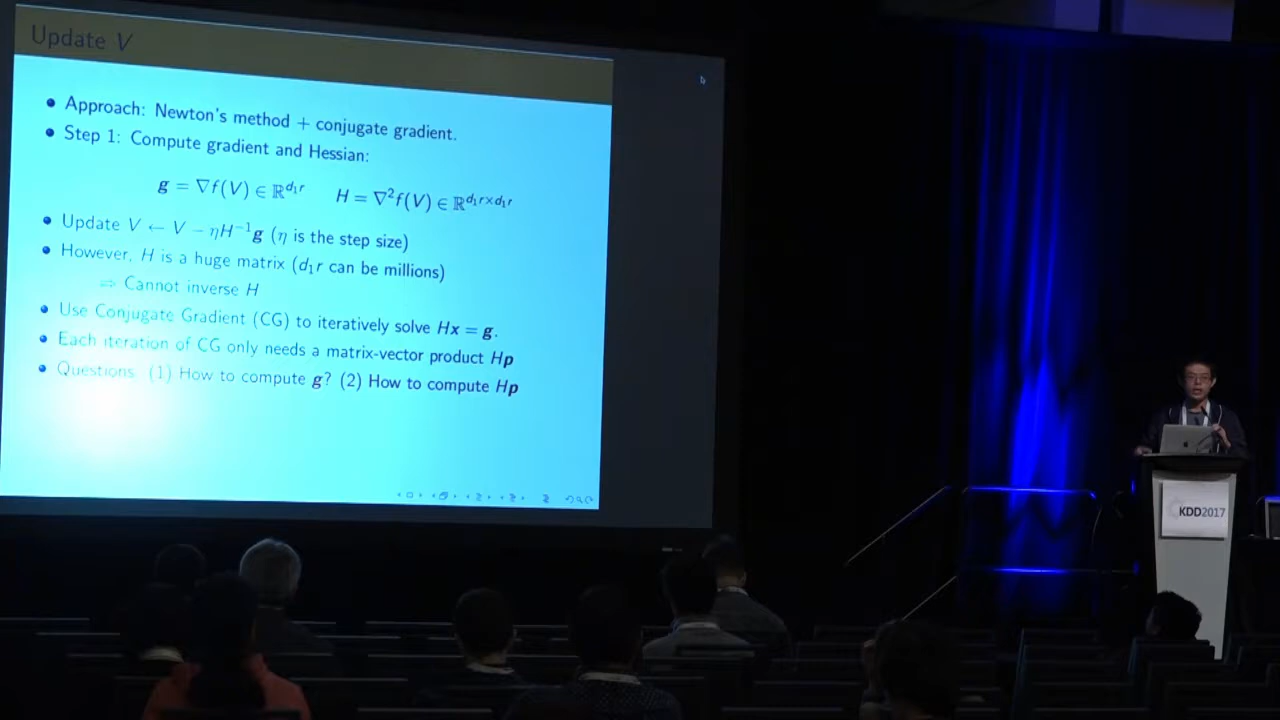 Update V
• Approach: Newton's method + conjugate gradient.
• Step 1: Compute gradient and Hessian:
g = ∇f(V) ∈ ℝ^{d₁r} H = ∇²f(V) ∈ ℝ^{d₁r×d₁r}
• Update V ← V − ηH⁻¹g (η is the step size)
• However, H is a huge matrix (d₁r can be millions)
⇒ Cannot inverse H
• Use Conjugate Gradient (CG) to iteratively solve Hx = g.
• Each iteration of CG only needs a matrix-vector product Hp
• Questions: (1) How to compute g? (2) How to compute Hp
KDD2017